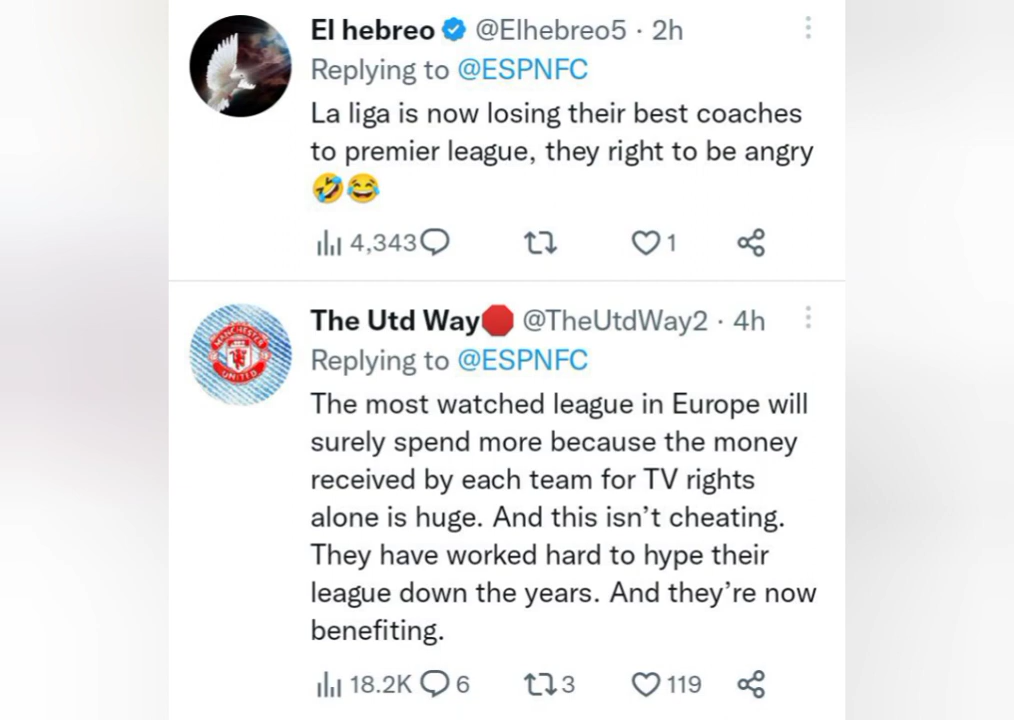 El hebreo @Elhebreo5 · 2h
Replying to @ESPNFC
La liga is now losing their best coaches
to premier league, they right to be angry
🤣😂
4,343 1
The Utd Way🛑 @TheUtdWay2 · 4h
MANCHESTER
UNITED
Replying to @ESPNFC
The most watched league in Europe will
surely spend more because the money
received by each team for TV rights
alone is huge. And this isn’t cheating.
They have worked hard to hype their
league down the years. And they’re now
benefiting.
18.2K 6 3 119